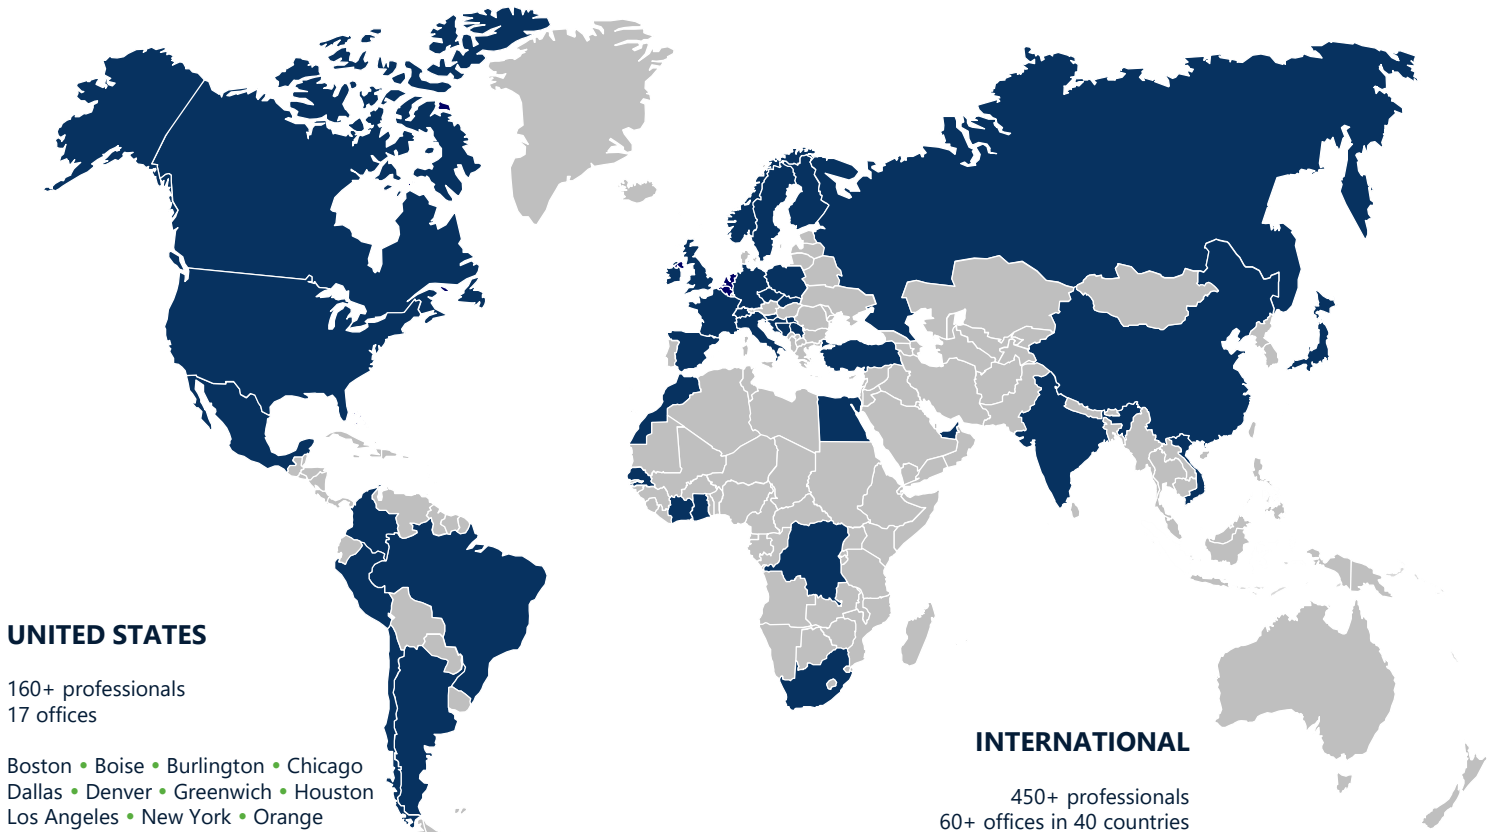 UNITED STATES
160+ professionals
17 offices
Boston • Boise • Burlington • Chicago
Dallas • Denver • Greenwich • Houston
Los Angeles • New York • Orange
INTERNATIONAL
450+ professionals
60+ offices in 40 countries